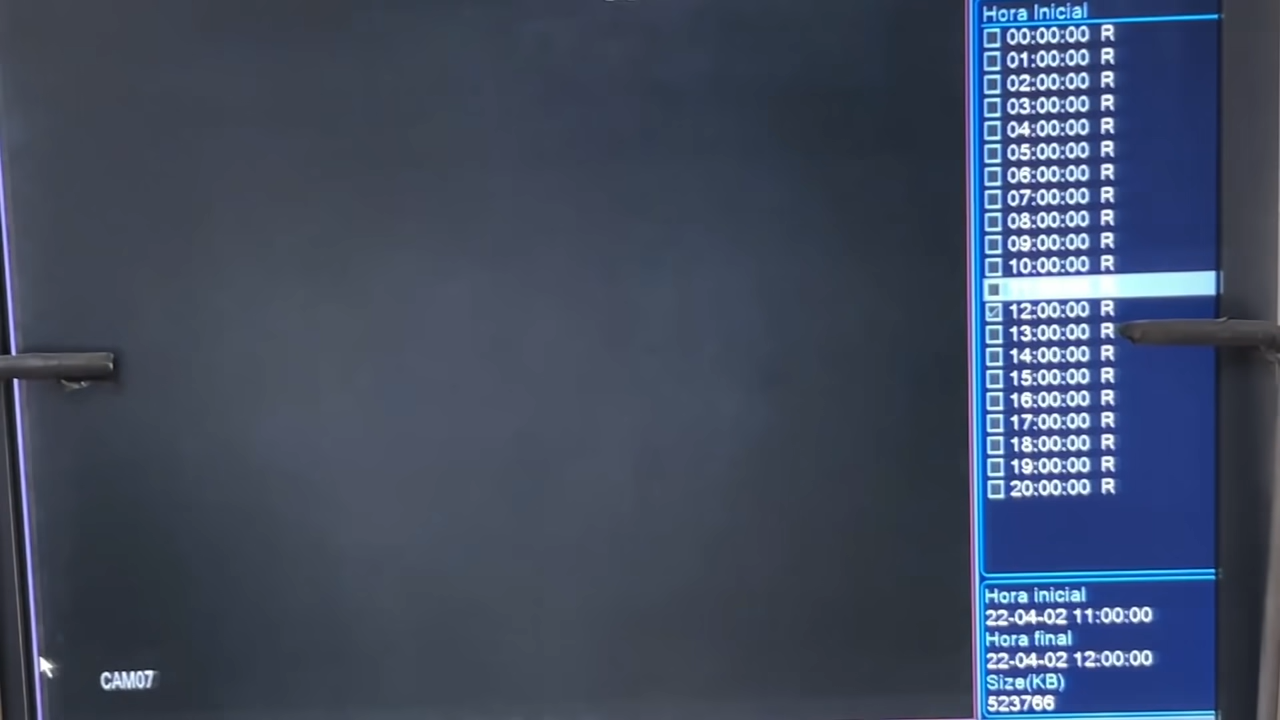 Hora Inicial
00:00:00 R
01:00:00 R
02:00:00 R
03:00:00 R
04:00:00 R
05:00:00 R
06:00:00 R
07:00:00 R
08:00:00 R
09:00:00 R
10:00:00 R
12:00:00 R
13:00:00 R
14:00:00 R
15:00:00 R
16:00:00 R
17:00:00 R
18:00:00 R
19:00:00 R
20:00:00 R
Hora inicial
22-04-02 11:00:00
Hora final
22-04-02 12:00:00
Size(KB)
523766
CAM07